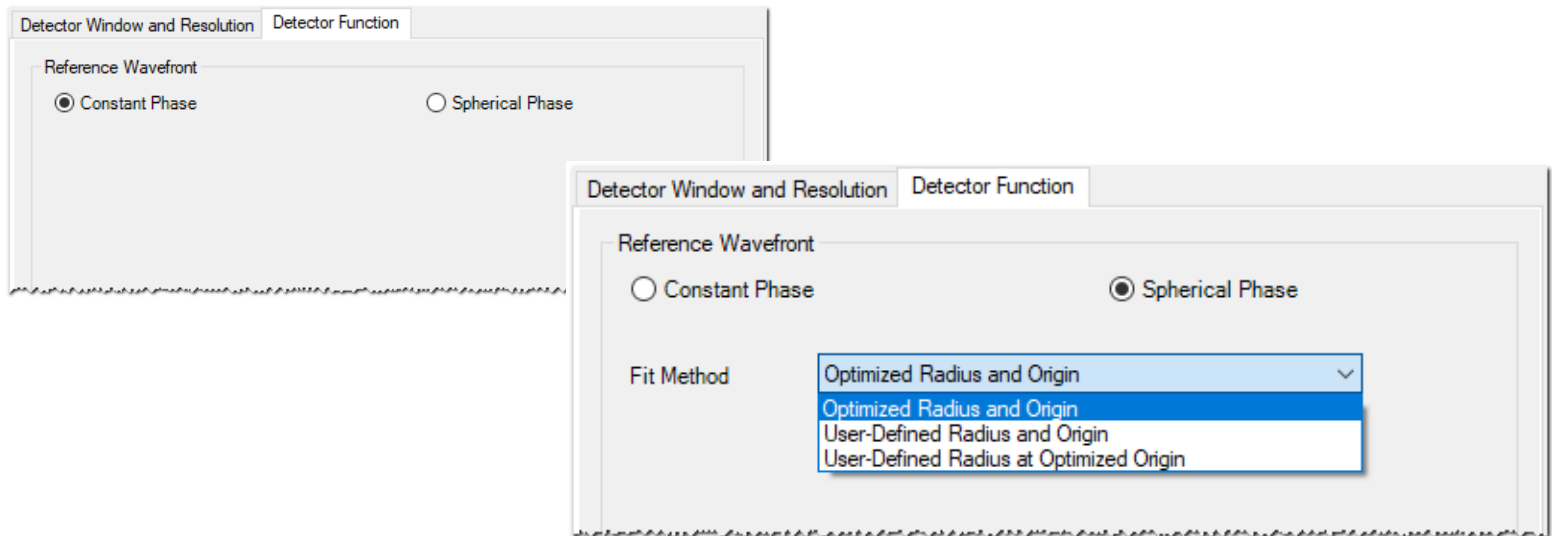 Detector Window and Resolution Detector Function
Reference Wavefront
Constant Phase Spherical Phase
Detector Window and Resolution Detector Function
Reference Wavefront
Constant Phase Spherical Phase
Fit Method Optimized Radius and Origin
Optimized Radius and Origin
User-Defined Radius and Origin
User-Defined Radius at Optimized Origin